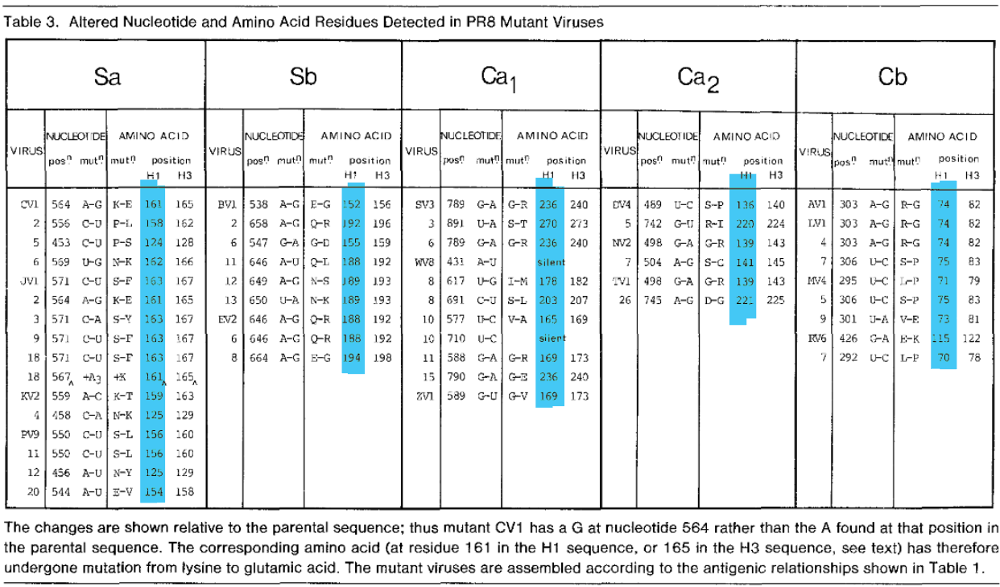 Table 3. Altered Nucleotide and Amino Acid Residues Detected in PR8 Mutant Viruses
Sa Sb Ca1 Ca2 Cb
NUCLEOTIDE AMINO ACID NUCLEOTIDE AMINO ACID NUCLEOTIDE AMINO ACID NUCLEOTIDE AMINO ACID NUCLEOTIDE AMINO ACID
VIRUS posⁿ mutⁿ mutⁿ position VIRUS posⁿ mutⁿ mutⁿ position VIRUS posⁿ mutⁿ mutⁿ position VIRUS posⁿ mutⁿ mutⁿ position VIRUS posⁿ mutⁿ mutⁿ position
H1 H3 H1 H3 H1 H3 H1 H3 H1 H3
CV1 564 A-G K-E 161 165 BV1 538 A-G E-G 152 156 SV3 789 G-A G-R 236 240 DV4 489 U-C S-P 136 140 AV1 303 A-G R-G 74 82
2 556 C-U P-L 158 162 2 658 A-G Q-R 192 196 3 891 U-A S-T 270 273 5 742 G-U R-I 220 224 LV1 303 A-G R-G 74 82
5 453 C-U P-S 124 128 6 547 G-A G-D 155 159 6 789 G-A G-R 236 240 NV2 498 G-A G-R 139 143 4 303 A-G R-G 74 82
6 569 U-G N-K 162 166 11 646 A-U Q-L 188 192 WV8 431 A-U silent 7 504 A-G S-G 141 145 7 306 U-C S-P 75 83
JV1 571 C-U S-F 163 167 12 649 A-G N-S 189 193 8 617 U-G I-M 178 182 TV1 498 G-A G-R 139 143 MV4 295 U-C L-P 71 79
2 564 A-G K-E 161 165 13 650 U-A N-K 189 193 8 691 C-U S-L 203 207 26 745 A-G D-G 221 225 5 306 U-C S-P 75 83
3 571 C-A S-Y 163 167 EV2 646 A-G Q-R 188 192 10 577 U-C V-A 165 169 9 301 U-A V-E 73 81
9 571 C-U S-F 163 167 6 646 A-G Q-R 188 192 10 710 U-C silent RV6 426 G-A E-K 115 122
18 571 C-U S-F 163 167 8 664 A-G E-G 194 198 11 588 G-A G-R 169 173 7 292 U-C L-P 70 78
18 567^ +A3 +K 161^ 165^ 15 790 G-A G-E 236 240
KV2 559 A-C K-T 159 163 ZV1 589 G-U G-V 169 173
4 458 C-A N-K 125 129
PV9 550 C-U S-L 156 160
11 550 C-U S-L 156 160
12 456 A-U N-Y 125 129
20 544 A-U E-V 154 158
The changes are shown relative to the parental sequence; thus mutant CV1 has a G at nucleotide 564 rather than the A found at that position in
the parental sequence. The corresponding amino acid (at residue 161 in the H1 sequence, or 165 in the H3 sequence, see text) has therefore
undergone mutation from lysine to glutamic acid. The mutant viruses are assembled according to the antigenic relationships shown in Table 1.